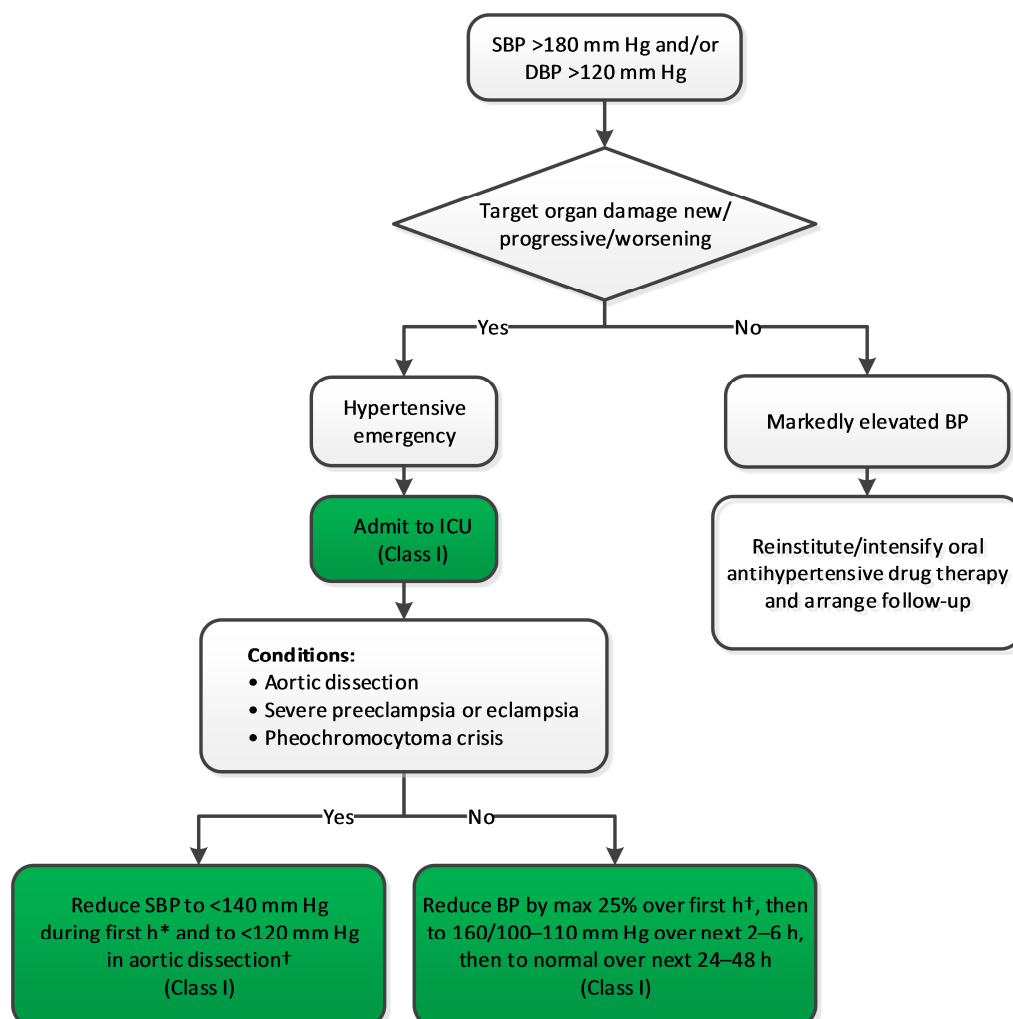 SBP >180 mm Hg and/or
DBP >120 mm Hg
Target organ damage new/
progressive/worsening
Yes
No
Hypertensive
emergency
Markedly elevated BP
Admit to ICU
(Class I)
Reinstitute/intensify oral
antihypertensive drug therapy
and arrange follow-up
Conditions:
• Aortic dissection
• Severe preeclampsia or eclampsia
• Pheochromocytoma crisis
Yes
No
Reduce SBP to <140 mm Hg
during first h* and to <120 mm Hg
in aortic dissection†
(Class I)
Reduce BP by max 25% over first h†, then
to 160/100–110 mm Hg over next 2–6 h,
then to normal over next 24–48 h
(Class I)